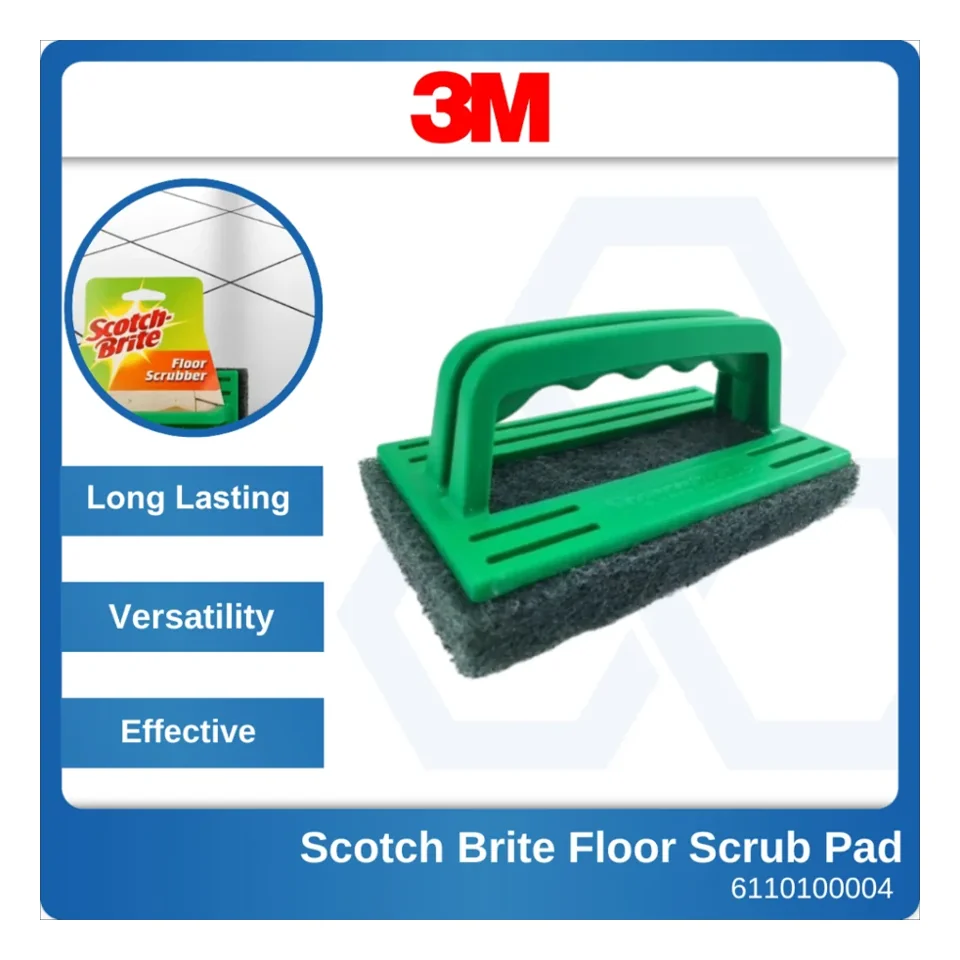 3M
Scotch-
Brite
Floor
Scrubber
Long Lasting
Versatility
Effective
Scotch Brite Floor Scrub Pad
6110100004